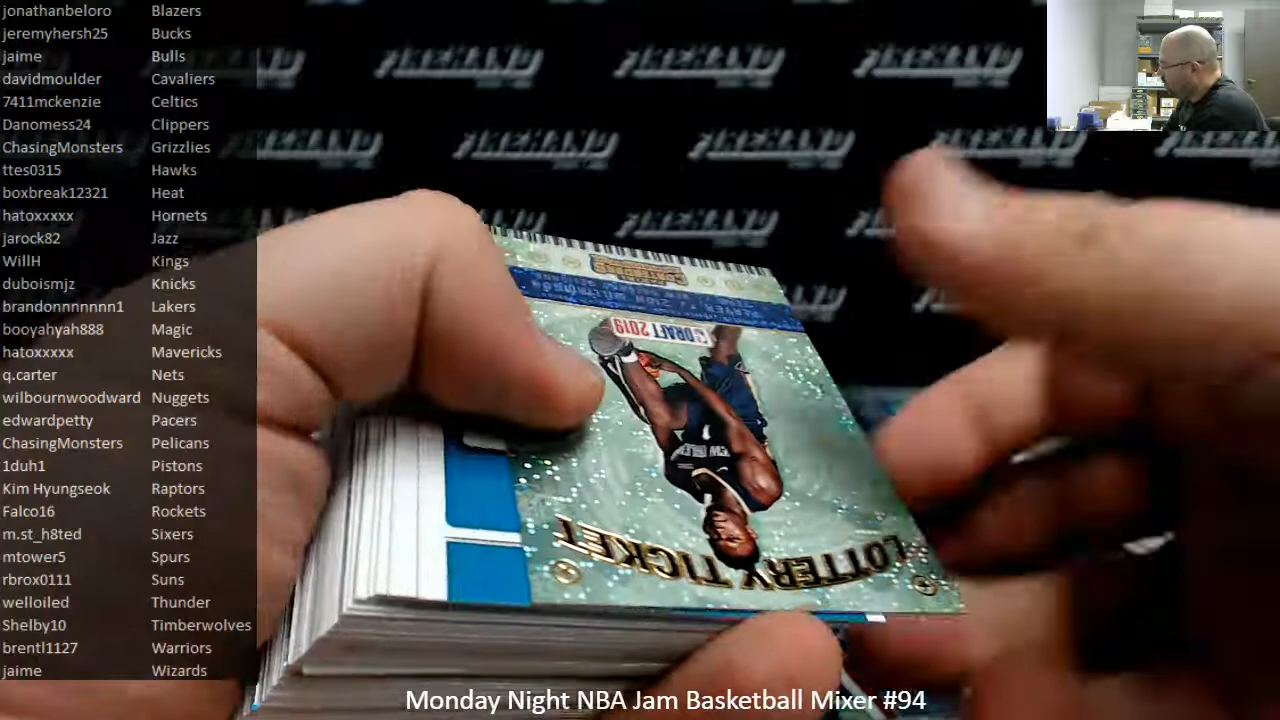 jonathanbeloro Blazers
jeremyhersh25 Bucks
jaime Bulls
davidmoulder Cavaliers
7411mckenzie Celtics
Danomess24 Clippers
ChasingMonsters Grizzlies
ttes0315 Hawks
boxbreak12321 Heat
hatoxxxxx Hornets
jarock82 Jazz
WillH Kings
duboismjz Knicks
brandonnnnnnn1 Lakers
booyahyah888 Magic
hatoxxxxx Mavericks
q.carter Nets
wilbournwoodward Nuggets
edwardpetty Pacers
ChasingMonsters Pelicans
1duh1 Pistons
Kim Hyungseok Raptors
Falco16 Rockets
m.st_h8ted Sixers
mtower5 Spurs
rbrox0111 Suns
welloiled Thunder
Shelby10 Timberwolves
brentl1127 Warriors
jaime Wizards
LOTTERY TICKET
DRAFT 2019
CONTENDERS
Monday Night NBA Jam Basketball Mixer #94